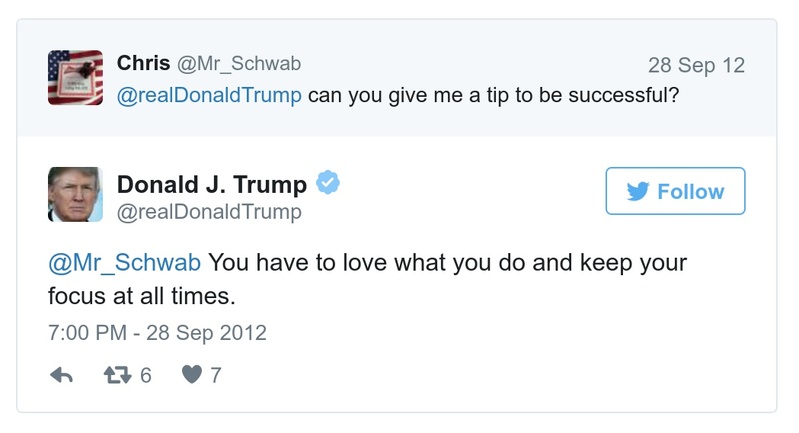 Chris @Mr_Schwab
28 Sep 12
@realDonaldTrump can you give me a tip to be successful?
Donald J. Trump
Follow
@realDonaldTrump
@Mr_Schwab You have to love what you do and keep your
focus at all times.
7:00 PM - 28 Sep 2012
6
7